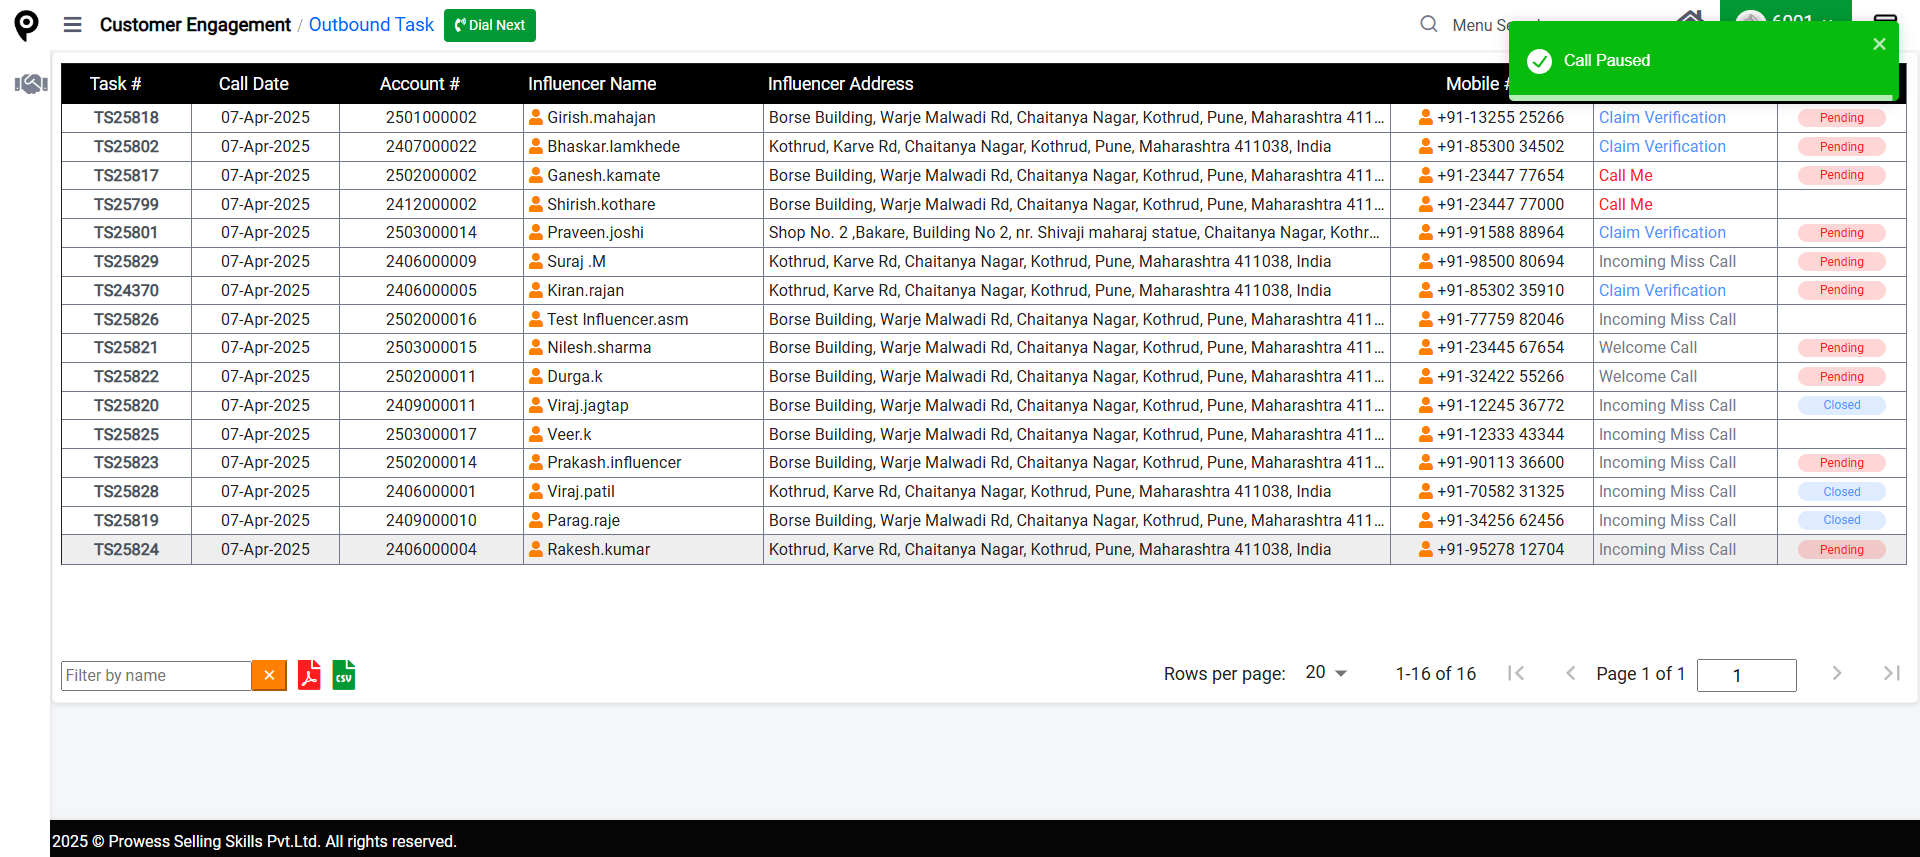 Customer Engagement / Outbound Task Dial Next
Menu
Call Paused
Task # Call Date Account # Influencer Name Influencer Address Mobile #
TS25818 07-Apr-2025 2501000002 Girish.mahajan Borse Building, Warje Malwadi Rd, Chaitanya Nagar, Kothrud, Pune, Maharashtra 411... +91-13255 25266 Claim Verification Pending
TS25802 07-Apr-2025 2407000022 Bhaskar.lamkhede Kothrud, Karve Rd, Chaitanya Nagar, Kothrud, Pune, Maharashtra 411038, India +91-85300 34502 Claim Verification Pending
TS25817 07-Apr-2025 2502000002 Ganesh.kamate Borse Building, Warje Malwadi Rd, Chaitanya Nagar, Kothrud, Pune, Maharashtra 411... +91-23447 77654 Call Me Pending
TS25799 07-Apr-2025 2412000002 Shirish.kothare Borse Building, Warje Malwadi Rd, Chaitanya Nagar, Kothrud, Pune, Maharashtra 411... +91-23447 77000 Call Me
TS25801 07-Apr-2025 2503000014 Praveen.joshi Shop No. 2 ,Bakare, Building No 2, nr. Shivaji maharaj statue, Chaitanya Nagar, Kothr... +91-91588 88964 Claim Verification Pending
TS25829 07-Apr-2025 2406000009 Suraj .M Kothrud, Karve Rd, Chaitanya Nagar, Kothrud, Pune, Maharashtra 411038, India +91-98500 80694 Incoming Miss Call Pending
TS24370 07-Apr-2025 2406000005 Kiran.rajan Kothrud, Karve Rd, Chaitanya Nagar, Kothrud, Pune, Maharashtra 411038, India +91-85302 35910 Claim Verification Pending
TS25826 07-Apr-2025 2502000016 Test Influencer.asm Borse Building, Warje Malwadi Rd, Chaitanya Nagar, Kothrud, Pune, Maharashtra 411... +91-77759 82046 Incoming Miss Call
TS25821 07-Apr-2025 2503000015 Nilesh.sharma Borse Building, Warje Malwadi Rd, Chaitanya Nagar, Kothrud, Pune, Maharashtra 411... +91-23445 67654 Welcome Call Pending
TS25822 07-Apr-2025 2502000011 Durga.k Borse Building, Warje Malwadi Rd, Chaitanya Nagar, Kothrud, Pune, Maharashtra 411... +91-32422 55266 Welcome Call Pending
TS25820 07-Apr-2025 2409000011 Viraj.jagtap Borse Building, Warje Malwadi Rd, Chaitanya Nagar, Kothrud, Pune, Maharashtra 411... +91-12245 36772 Incoming Miss Call Closed
TS25825 07-Apr-2025 2503000017 Veer.k Borse Building, Warje Malwadi Rd, Chaitanya Nagar, Kothrud, Pune, Maharashtra 411... +91-12333 43344 Incoming Miss Call
TS25823 07-Apr-2025 2502000014 Prakash.influencer Borse Building, Warje Malwadi Rd, Chaitanya Nagar, Kothrud, Pune, Maharashtra 411... +91-90113 36600 Incoming Miss Call Pending
TS25828 07-Apr-2025 2406000001 Viraj.patil Kothrud, Karve Rd, Chaitanya Nagar, Kothrud, Pune, Maharashtra 411038, India +91-70582 31325 Incoming Miss Call Closed
TS25819 07-Apr-2025 2409000010 Parag.raje Borse Building, Warje Malwadi Rd, Chaitanya Nagar, Kothrud, Pune, Maharashtra 411... +91-34256 62456 Incoming Miss Call Closed
TS25824 07-Apr-2025 2406000004 Rakesh.kumar Kothrud, Karve Rd, Chaitanya Nagar, Kothrud, Pune, Maharashtra 411038, India +91-95278 12704 Incoming Miss Call Pending
Filter by name CSV Rows per page: 20 1-16 of 16 Page 1 of 1 1
2025 © Prowess Selling Skills Pvt.Ltd. All rights reserved.